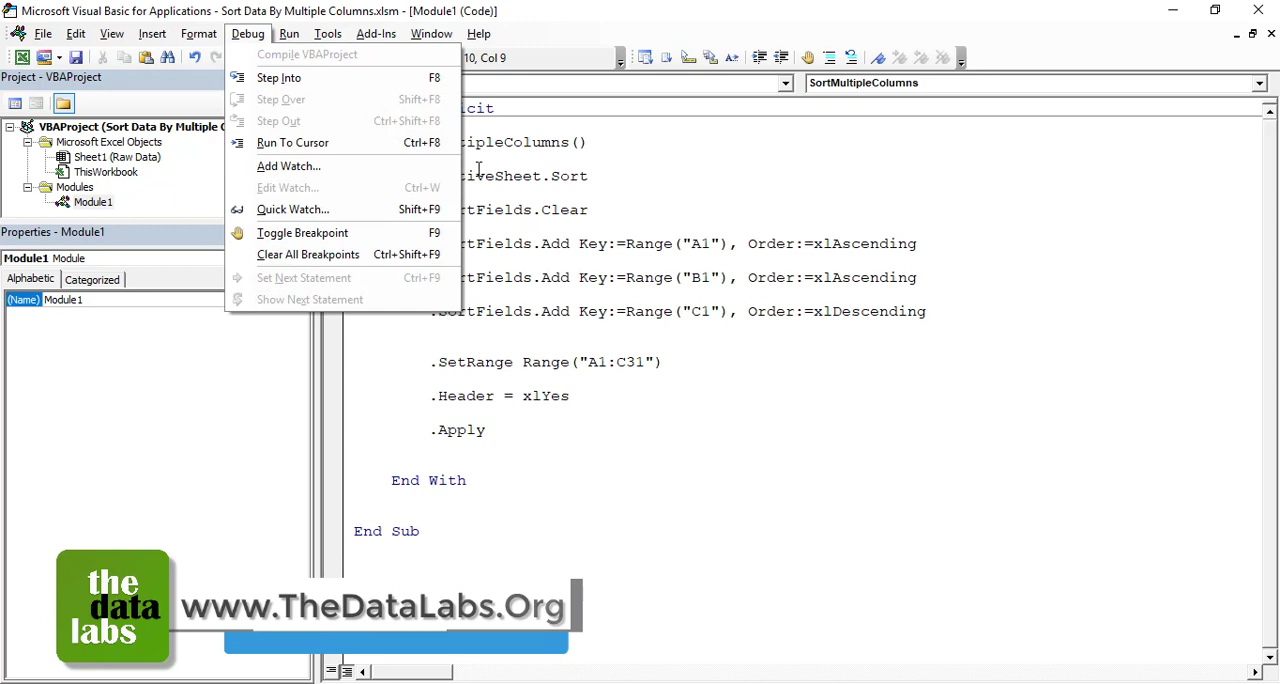 Microsoft Visual Basic for Applications - Sort Data By Multiple Columns.xlsm - [Module1 (Code)]
File Edit View Insert Format Debug Run Tools Add-Ins Window Help
10, Col 9
Project - VBAProject
VBAProject (Sort Data By Multiple C
Microsoft Excel Objects
Sheet1 (Raw Data)
ThisWorkbook
Modules
Module1
Properties - Module1
Module1 Module
Alphabetic Categorized
(Name) Module1
Compile VBAProject
Step Into F8
Step Over Shift+F8
Step Out Ctrl+Shift+F8
Run To Cursor Ctrl+F8
Add Watch...
Edit Watch... Ctrl+W
Quick Watch... Shift+F9
Toggle Breakpoint F9
Clear All Breakpoints Ctrl+Shift+F9
Set Next Statement Ctrl+F9
Show Next Statement
SortMultipleColumns
icit
tipleColumns()
tiveSheet.Sort
rtFields.Clear
rtFields.Add Key:=Range("A1"), Order:=xlAscending
rtFields.Add Key:=Range("B1"), Order:=xlAscending
.SortFields.Add Key:=Range("C1"), Order:=xlDescending
.SetRange Range("A1:C31")
.Header = xlYes
.Apply
End With
End Sub
the
data
labs
www.TheDataLabs.Org